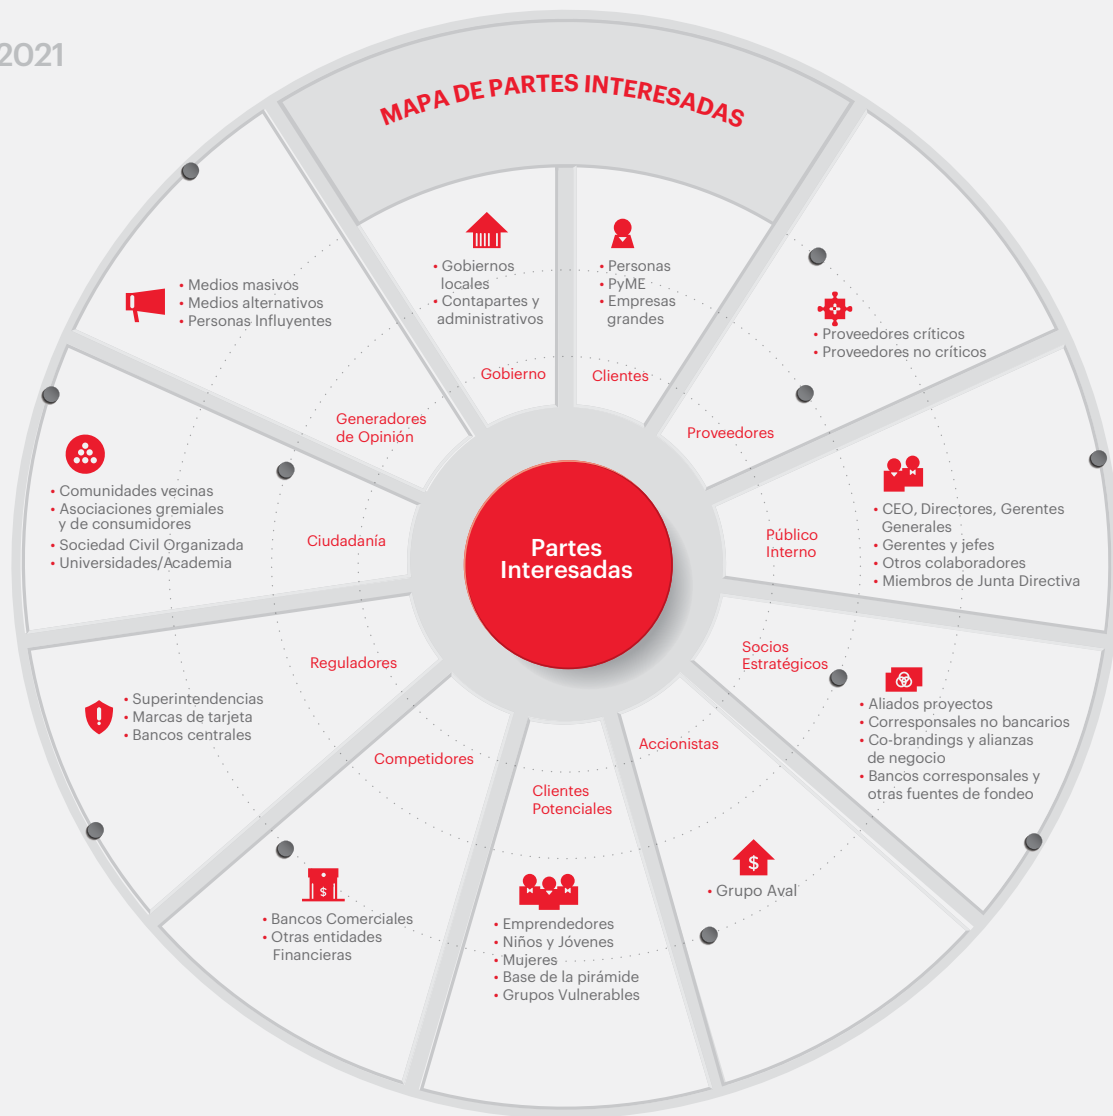 2021
MAPA DE PARTES INTERESADAS
• Gobiernos
locales
• Contapartes y
administrativos
Gobierno
• Personas
• PyME
• Empresas
grandes
Clientes
• Proveedores críticos
• Proveedores no críticos
Proveedores
• CEO, Directores, Gerentes
Generales
• Gerentes y jefes
• Otros colaboradores
• Miembros de Junta Directiva
Público
Interno
Socios
Estratégicos
• Aliados proyectos
• Corresponsales no bancarios
• Co-brandings y alianzas
de negocio
• Bancos corresponsales y
otras fuentes de fondeo
Accionistas
$
• Grupo Aval
Clientes
Potenciales
• Emprendedores
• Niños y Jóvenes
• Mujeres
• Base de la pirámide
• Grupos Vulnerables
Competidores
$
• Bancos Comerciales
• Otras entidades
Financieras
Reguladores
• Superintendencias
• Marcas de tarjeta
• Bancos centrales
Ciudadanía
• Comunidades vecinas
• Asociaciones gremiales
y de consumidores
• Sociedad Civil Organizada
• Universidades/Academia
Generadores
de Opinión
• Medios masivos
• Medios alternativos
• Personas Influyentes
Partes
Interesadas